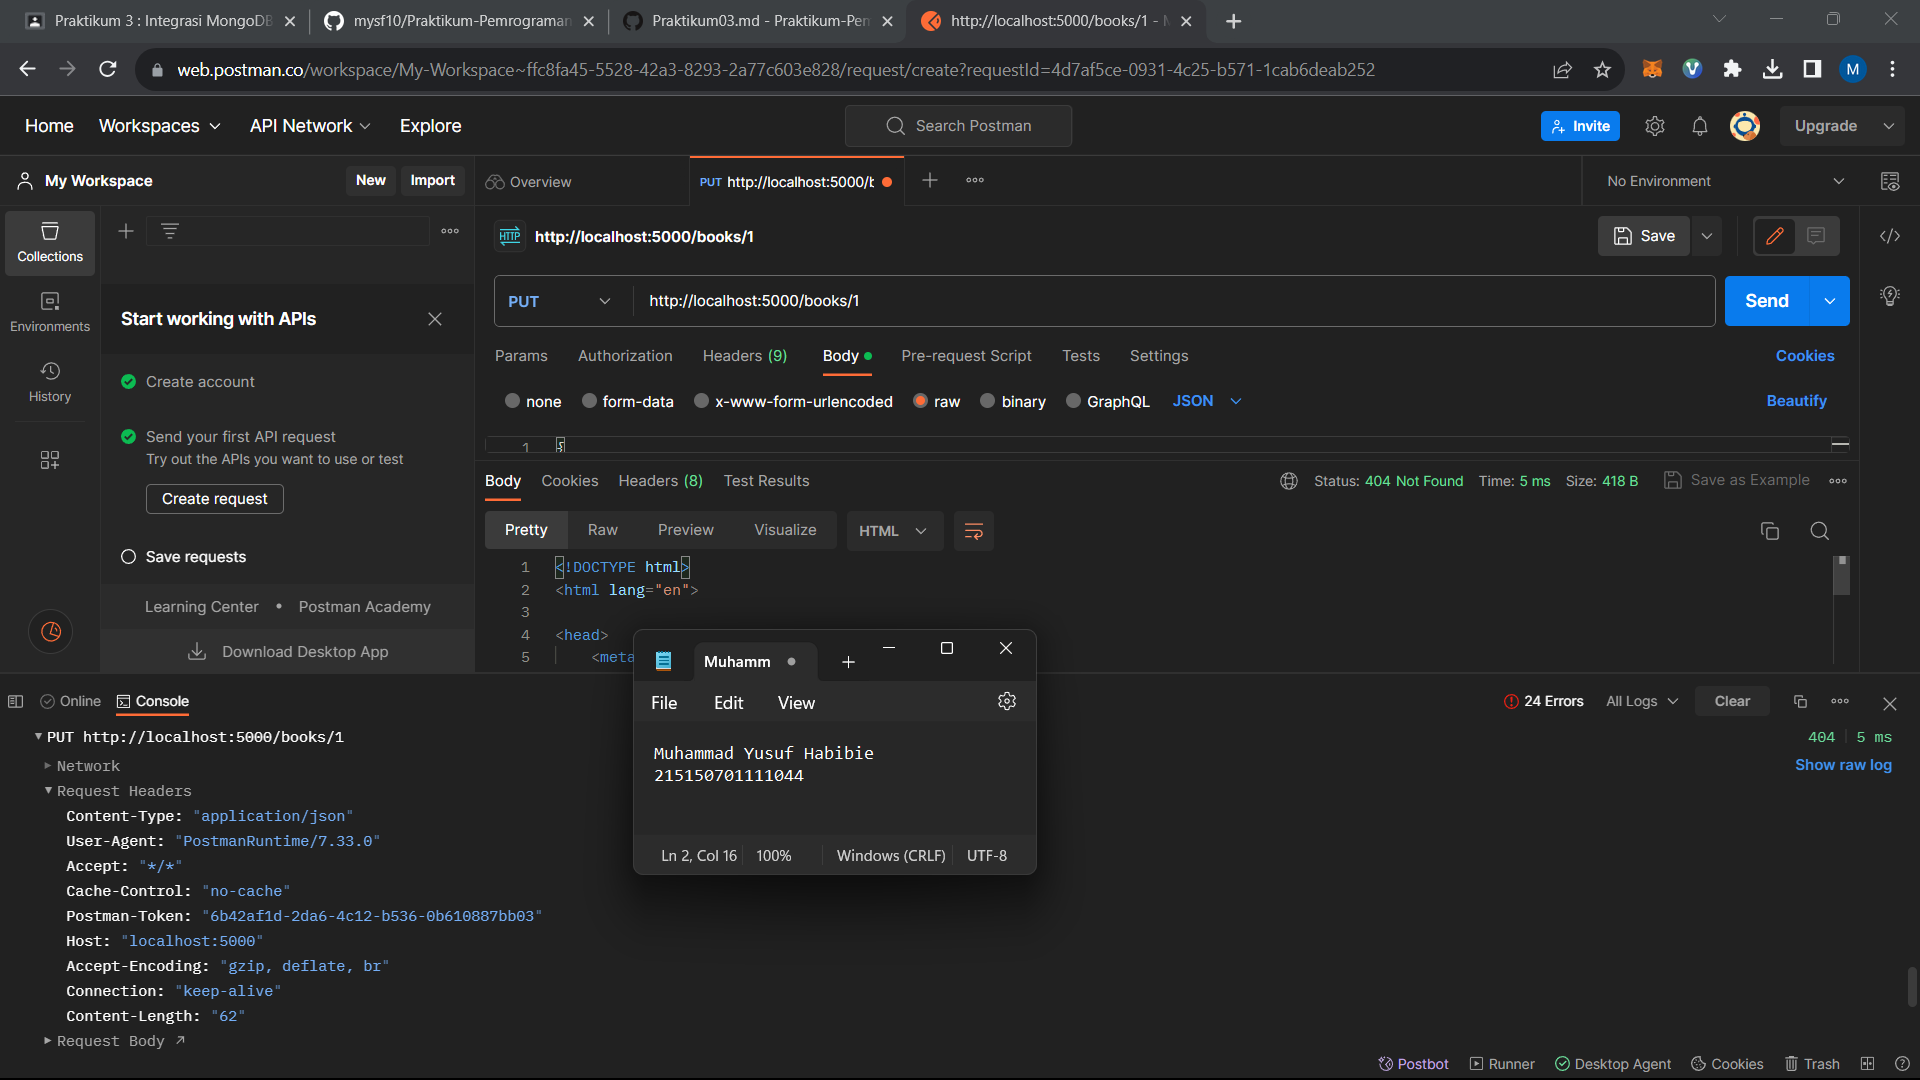 Praktikum 3 : Integrasi MongoDB
mysf10/Praktikum-Pemrograman
Praktikum03.md - Praktikum-Pem
http://localhost:5000/books/1 - M
web.postman.co/workspace/My-Workspace~ffc8fa45-5528-42a3-8293-2a77c603e828/request/create?requestId=4d7af5ce-0931-4c25-b571-1cab6deab252
M
Home Workspaces API Network Explore
Search Postman
Invite
Upgrade
My Workspace
New Import
Overview
PUT http://localhost:5000/b
No Environment
Collections
Environments
History
HTTP http://localhost:5000/books/1
Save
Start working with APIs
Create account
Send your first API request
Try out the APIs you want to use or test
Create request
Save requests
Learning Center • Postman Academy
Download Desktop App
PUT http://localhost:5000/books/1
Send
Params Authorization Headers (9) Body Pre-request Script Tests Settings Cookies
none form-data x-www-form-urlencoded raw binary GraphQL JSON Beautify
1 {
Body Cookies Headers (8) Test Results
Status: 404 Not Found Time: 5 ms Size: 418 B Save as Example
Pretty Raw Preview Visualize HTML
1 <!DOCTYPE html>
2 <html lang="en">
3
4 <head>
5 <meta
Muhamm
File Edit View
Muhammad Yusuf Habibie
215150701111044
Ln 2, Col 16 100% Windows (CRLF) UTF-8
Online Console
24 Errors All Logs Clear
PUT http://localhost:5000/books/1
404 5 ms
Show raw log
Network
Request Headers
Content-Type: "application/json"
User-Agent: "PostmanRuntime/7.33.0"
Accept: "*/*"
Cache-Control: "no-cache"
Postman-Token: "6b42af1d-2da6-4c12-b536-0b610887bb03"
Host: "localhost:5000"
Accept-Encoding: "gzip, deflate, br"
Connection: "keep-alive"
Content-Length: "62"
Request Body
Postbot Runner Desktop Agent Cookies Trash